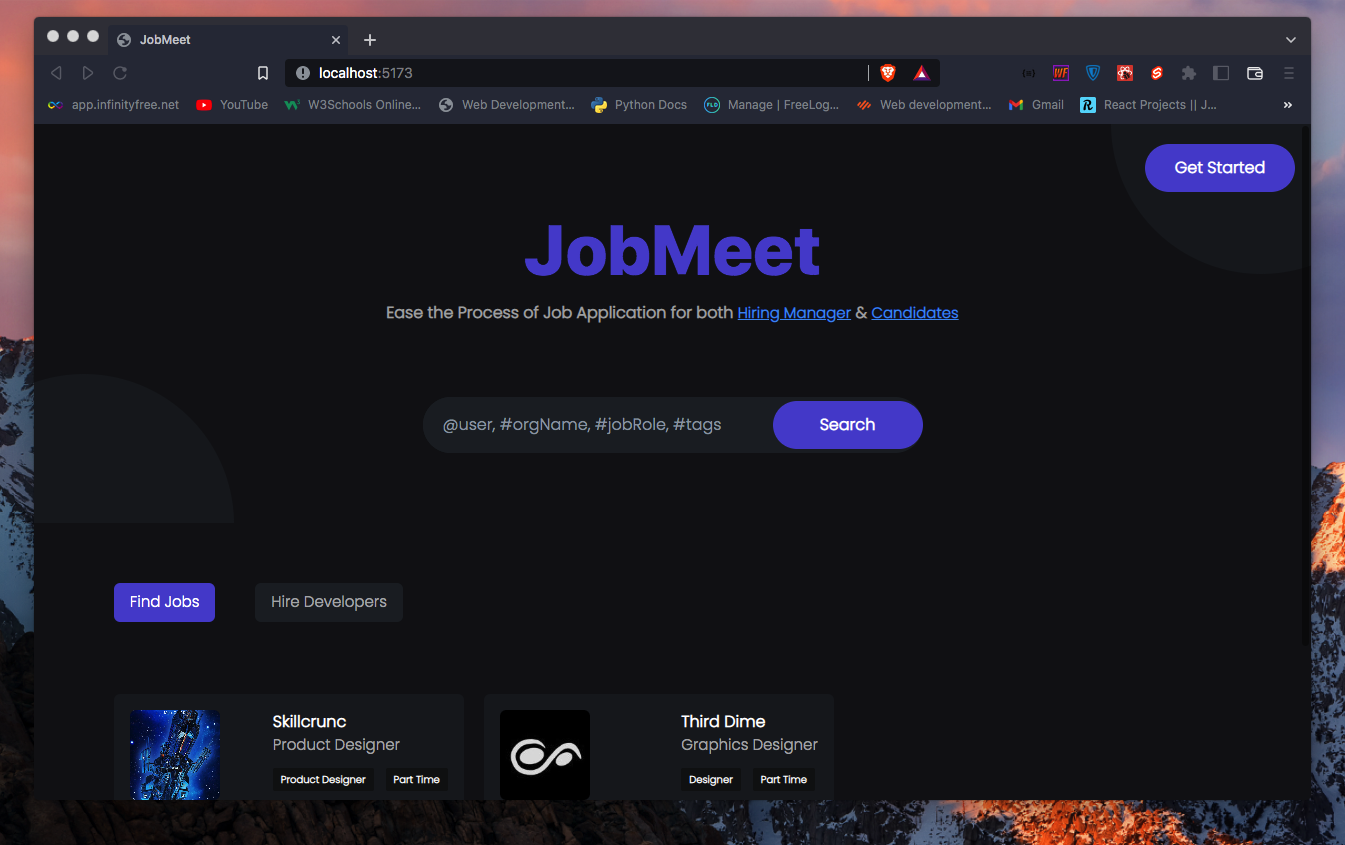 JobMeet
localhost:5173
app.infinityfree.net YouTube W3Schools Online... Web Development... Python Docs Manage | FreeLog... Web development... Gmail React Projects || J...
Get Started
JobMeet
Ease the Process of Job Application for both Hiring Manager & Candidates
@user, #orgName, #jobRole, #tags Search
Find Jobs Hire Developers
Skillcrunc
Product Designer
Product Designer Part Time
Third Dime
Graphics Designer
Designer Part Time